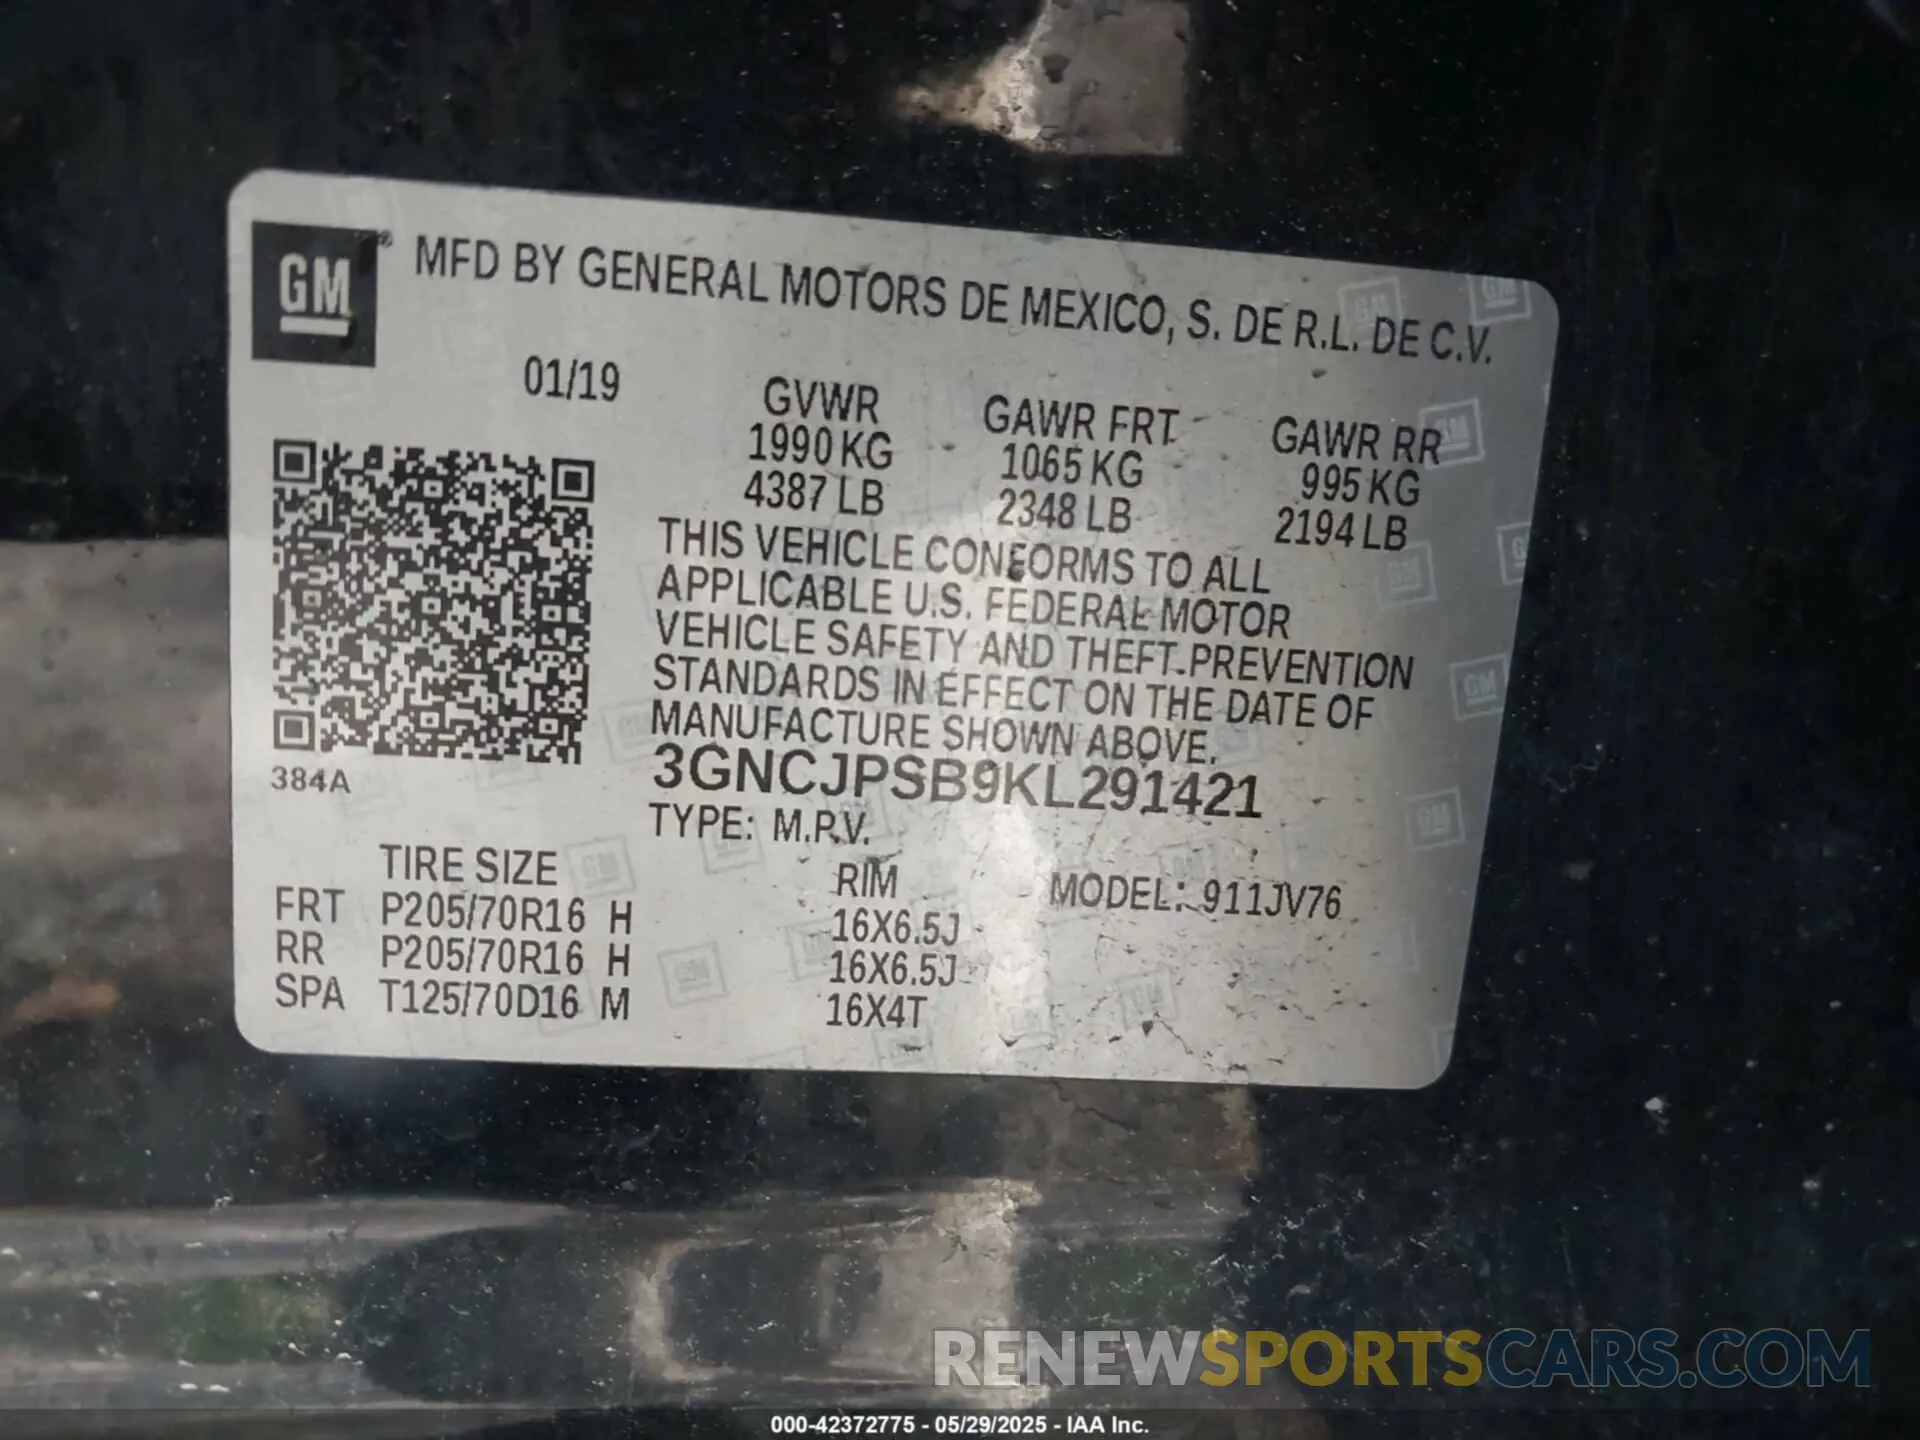 GM® MFD BY GENERAL MOTORS DE MEXICO, S. DE R.L. DE C.V.
01/19
GVWR GAWR FRT GAWR RR
1990 KG 1065 KG 995 KG
4387 LB 2348 LB 2194 LB
THIS VEHICLE CONFORMS TO ALL
APPLICABLE U.S. FEDERAL MOTOR
VEHICLE SAFETY AND THEFT PREVENTION
STANDARDS IN EFFECT ON THE DATE OF
MANUFACTURE SHOWN ABOVE.
384A
3GNCJPSB9KL291421
TYPE: M.P.V.
TIRE SIZE RIM MODEL: 911JV76
FRT P205/70R16 H 16X6.5J
RR P205/70R16 H 16X6.5J
SPA T125/70D16 M 16X4T
RENEWSPORTSCARS.COM
000-42372775 - 05/29/2025 - IAA Inc.